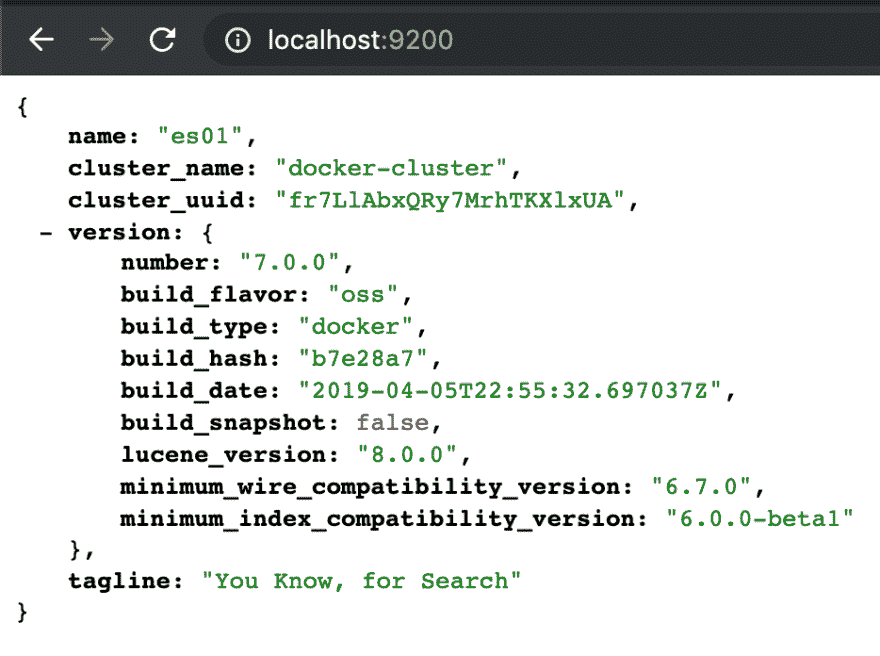 localhost:9200
{
name: "es01",
cluster_name: "docker-cluster",
cluster_uuid: "fr7LlAbxQRy7MrhTKXlxUA",
- version: {
number: "7.0.0",
build_flavor: "oss",
build_type: "docker",
build_hash: "b7e28a7",
build_date: "2019-04-05T22:55:32.697037Z",
build_snapshot: false,
lucene_version: "8.0.0",
minimum_wire_compatibility_version: "6.7.0",
minimum_index_compatibility_version: "6.0.0-beta1"
},
tagline: "You Know, for Search"
}